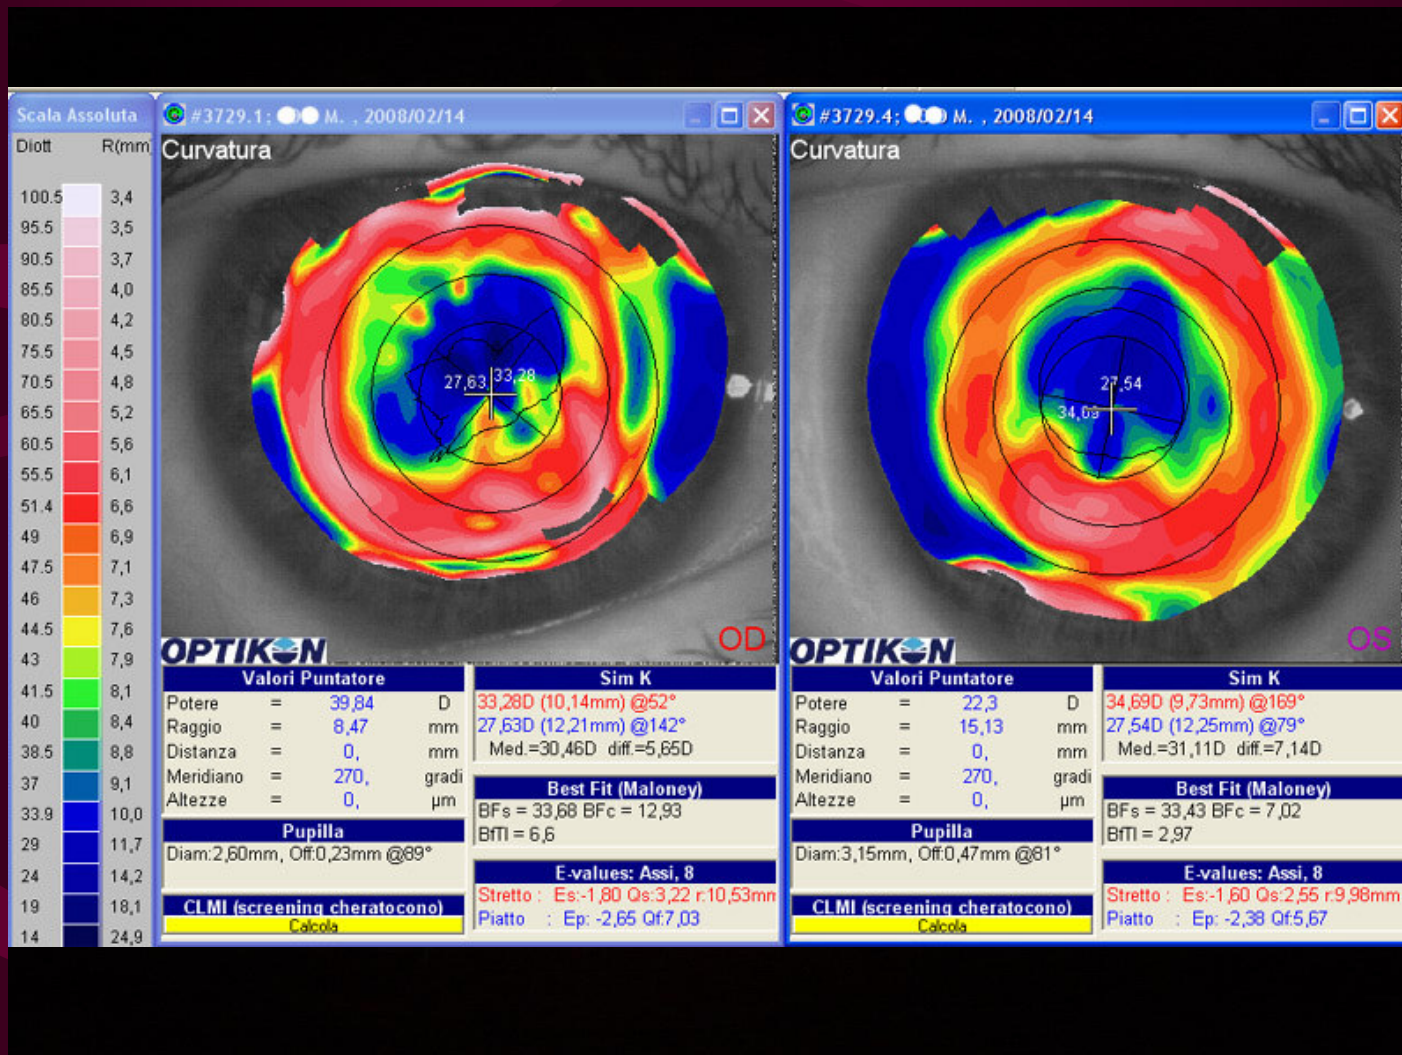 Scala Assoluta
Diott R(mm)
100.5 3,4
95.5 3,5
90.5 3,7
85.5 4,0
80.5 4,2
75.5 4,5
70.5 4,8
65.5 5,2
60.5 5,6
55.5 6,1
51.4 6,6
49 6,9
47.5 7,1
46 7,3
44.5 7,6
43 7,9
41.5 8,1
40 8,4
38.5 8,8
37 9,1
33.9 10,0
29 11,7
24 14,2
19 18,1
14 24,9
#3729.1; M. , 2008/02/14
Curvatura
27,63 33,28
OPTIKON
OD
Valori Puntatore
Potere = 39,84 D
Raggio = 8,47 mm
Distanza = 0, mm
Meridiano = 270, gradi
Altezze = 0, µm
Pupilla
Diam:2,60mm, Off:0,23mm @89°
CLMI (screening cheratocono)
Calcola
Sim K
33,28D (10,14mm) @52°
27,63D (12,21mm) @142°
Med.=30,46D diff=5,65D
Best Fit (Maloney)
BFs = 33,68 BFc = 12,93
BfTl = 6,6
E-values: Assi, 8
Stretto : Es:-1,80 Qs:3,22 r:10,53mm
Piatto : Ep: -2,65 Qf:7,03
#3729.4; M. , 2008/02/14
Curvatura
27,54
34,69
OPTIKON
OS
Valori Puntatore
Potere = 22,3 D
Raggio = 15,13 mm
Distanza = 0, mm
Meridiano = 270, gradi
Altezze = 0, µm
Pupilla
Diam:3,15mm, Off:0,47mm @81°
CLMI (screening cheratocono)
Calcola
Sim K
34,69D (9,73mm) @169°
27,54D (12,25mm) @79°
Med.=31,11D diff=7,14D
Best Fit (Maloney)
BFs = 33,43 BFc = 7,02
BfTl = 2,97
E-values: Assi, 8
Stretto : Es:-1,60 Qs:2,55 r:9,98mm
Piatto : Ep: -2,38 Qf:5,67